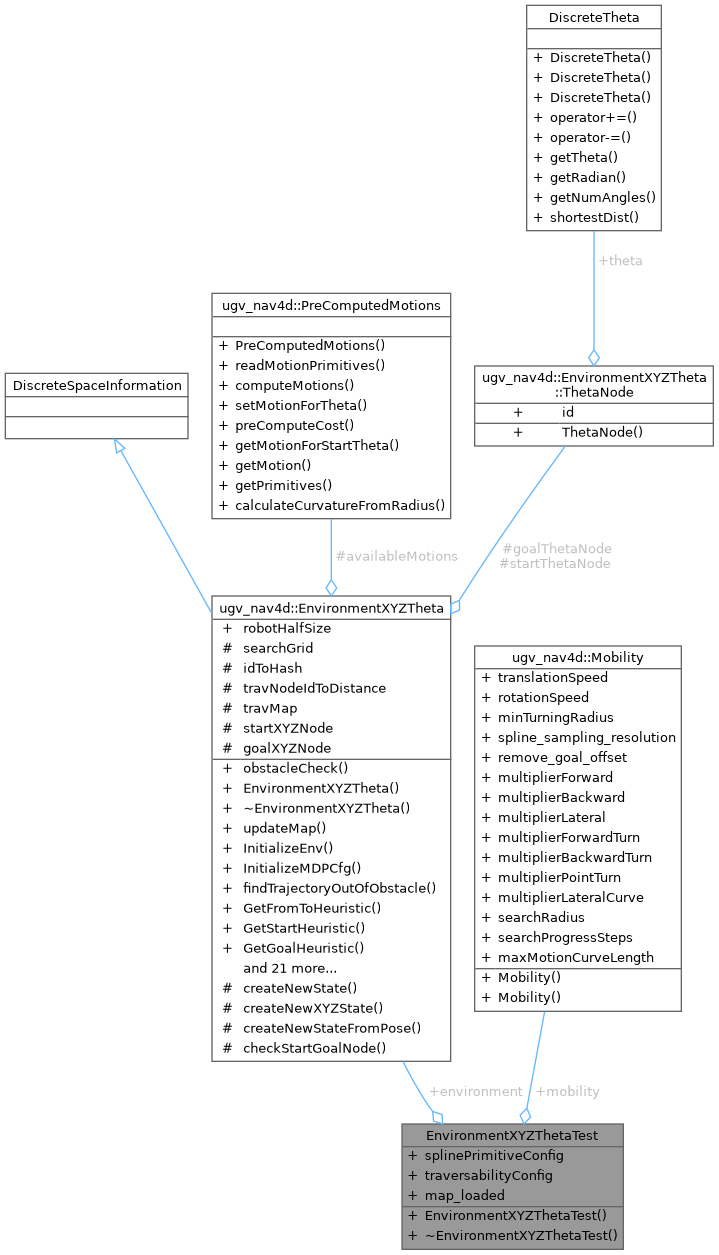 DiscreteTheta
+ DiscreteTheta()
+ DiscreteTheta()
+ DiscreteTheta()
+ operator+=()
+ operator-=()
+ getTheta()
+ getRadian()
+ getNumAngles()
+ shortestDist()
+theta
ugv_nav4d::PreComputedMotions
+ PreComputedMotions()
+ readMotionPrimitives()
+ computeMotions()
+ setMotionForTheta()
+ preComputeCost()
+ getMotionForStartTheta()
+ getMotion()
+ getPrimitives()
+ calculateCurvatureFromRadius()
DiscreteSpaceInformation
ugv_nav4d::EnvironmentXYZTheta
::ThetaNode
+ id
+ ThetaNode()
#availableMotions
#goalThetaNode
#startThetaNode
ugv_nav4d::EnvironmentXYZTheta
+ robotHalfSize
# searchGrid
# idToHash
# travNodeIdToDistance
# travMap
# startXYZNode
# goalXYZNode
+ obstacleCheck()
+ EnvironmentXYZTheta()
+ ~EnvironmentXYZTheta()
+ updateMap()
+ InitializeEnv()
+ InitializeMDPCfg()
+ findTrajectoryOutOfObstacle()
+ GetFromToHeuristic()
+ GetStartHeuristic()
+ GetGoalHeuristic()
and 21 more...
# createNewState()
# createNewXYZState()
# createNewStateFromPose()
# checkStartGoalNode()
ugv_nav4d::Mobility
+ translationSpeed
+ rotationSpeed
+ minTurningRadius
+ spline_sampling_resolution
+ remove_goal_offset
+ multiplierForward
+ multiplierBackward
+ multiplierLateral
+ multiplierForwardTurn
+ multiplierBackwardTurn
+ multiplierPointTurn
+ multiplierLateralCurve
+ searchRadius
+ searchProgressSteps
+ maxMotionCurveLength
+ Mobility()
+ Mobility()
+environment
+mobility
EnvironmentXYZThetaTest
+ splinePrimitiveConfig
+ traversabilityConfig
+ map_loaded
+ EnvironmentXYZThetaTest()
+ ~EnvironmentXYZThetaTest()